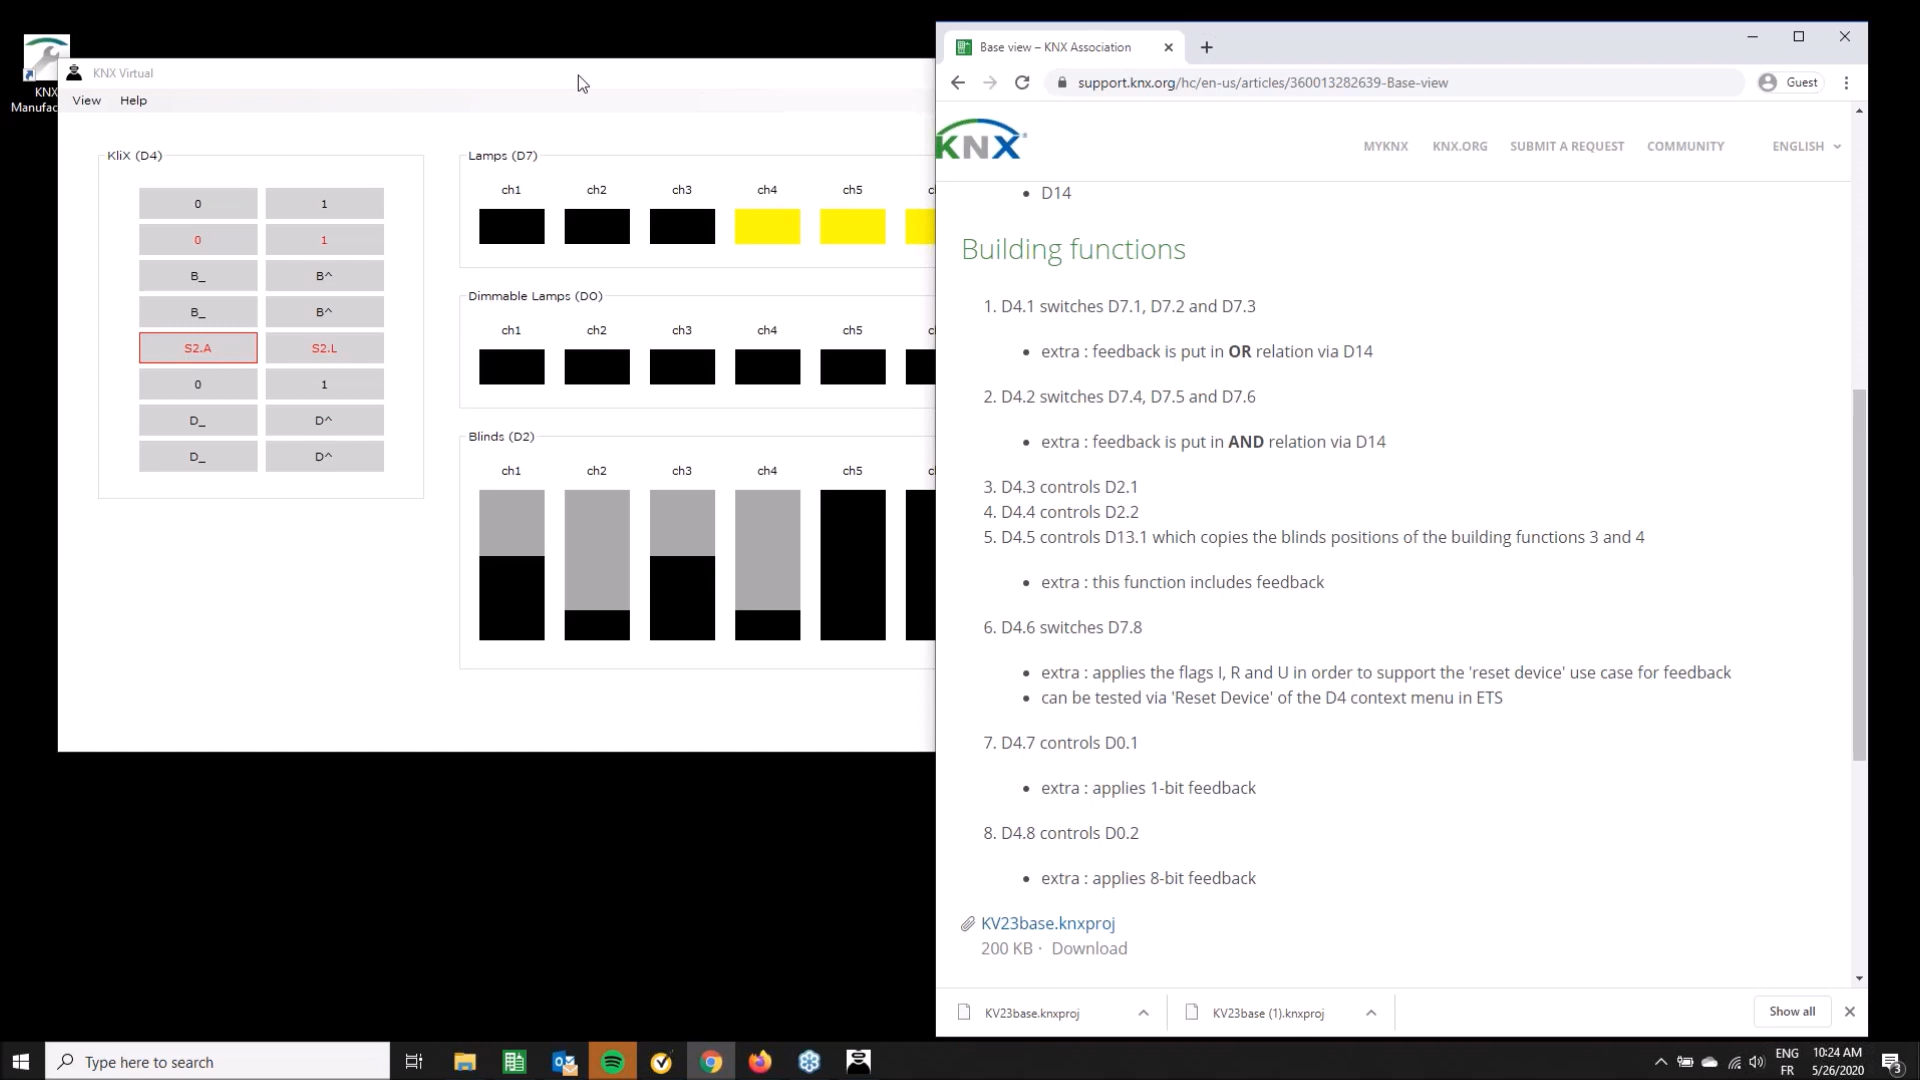 KNX
Manufac
KNX Virtual
View Help
KliX (D4)
0 1
0 1
B_ B^
B_ B^
S2.A S2.L
0 1
D_ D^
D_ D^
Lamps (D7)
ch1 ch2 ch3 ch4 ch5
Dimmable Lamps (D0)
ch1 ch2 ch3 ch4 ch5
Blinds (D2)
ch1 ch2 ch3 ch4 ch5
Base view – KNX Association
support.knx.org/hc/en-us/articles/360013282639-Base-view
Guest
KNX
MYKNX KNX.ORG SUBMIT A REQUEST COMMUNITY ENGLISH
• D14
Building functions
1. D4.1 switches D7.1, D7.2 and D7.3
• extra : feedback is put in OR relation via D14
2. D4.2 switches D7.4, D7.5 and D7.6
• extra : feedback is put in AND relation via D14
3. D4.3 controls D2.1
4. D4.4 controls D2.2
5. D4.5 controls D13.1 which copies the blinds positions of the building functions 3 and 4
• extra : this function includes feedback
6. D4.6 switches D7.8
• extra : applies the flags I, R and U in order to support the 'reset device' use case for feedback
• can be tested via 'Reset Device' of the D4 context menu in ETS
7. D4.7 controls D0.1
• extra : applies 1-bit feedback
8. D4.8 controls D0.2
• extra : applies 8-bit feedback
KV23base.knxproj
200 KB · Download
KV23base.knxproj KV23base (1).knxproj Show all
Type here to search
ENG
FR
10:24 AM
5/26/2020
3